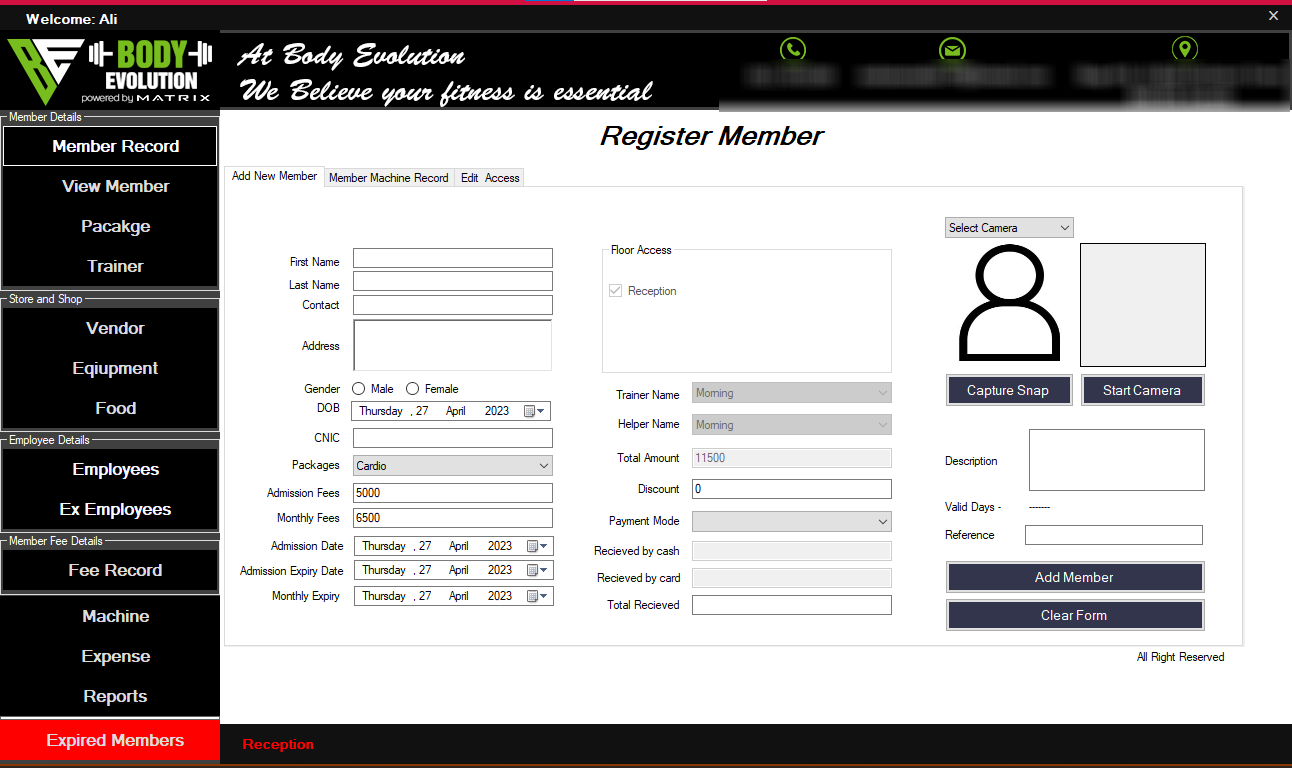 Welcome: Ali
BODY
EVOLUTION
powered by MATRIX
At Body Evolution
We Believe your fitness is essential
Member Details
Member Record
View Member
Pacakge
Trainer
Store and Shop
Vendor
Eqiupment
Food
Employee Details
Employees
Ex Employees
Member Fee Details
Fee Record
Machine
Expense
Reports
Expired Members
Register Member
Add New Member
Member Machine Record
Edit Access
First Name
Last Name
Contact
Address
Gender Male Female
DOB Thursday , 27 April 2023
CNIC
Packages Cardio
Admission Fees 5000
Monthly Fees 6500
Admission Date Thursday , 27 April 2023
Admission Expiry Date Thursday , 27 April 2023
Monthly Expiry Thursday , 27 April 2023
Floor Access
Reception
Trainer Name Morning
Helper Name Morning
Total Amount 11500
Discount 0
Payment Mode
Recieved by cash
Recieved by card
Total Recieved
Select Camera
Capture Snap
Start Camera
Description
Valid Days - -------
Reference
Add Member
Clear Form
All Right Reserved
Reception